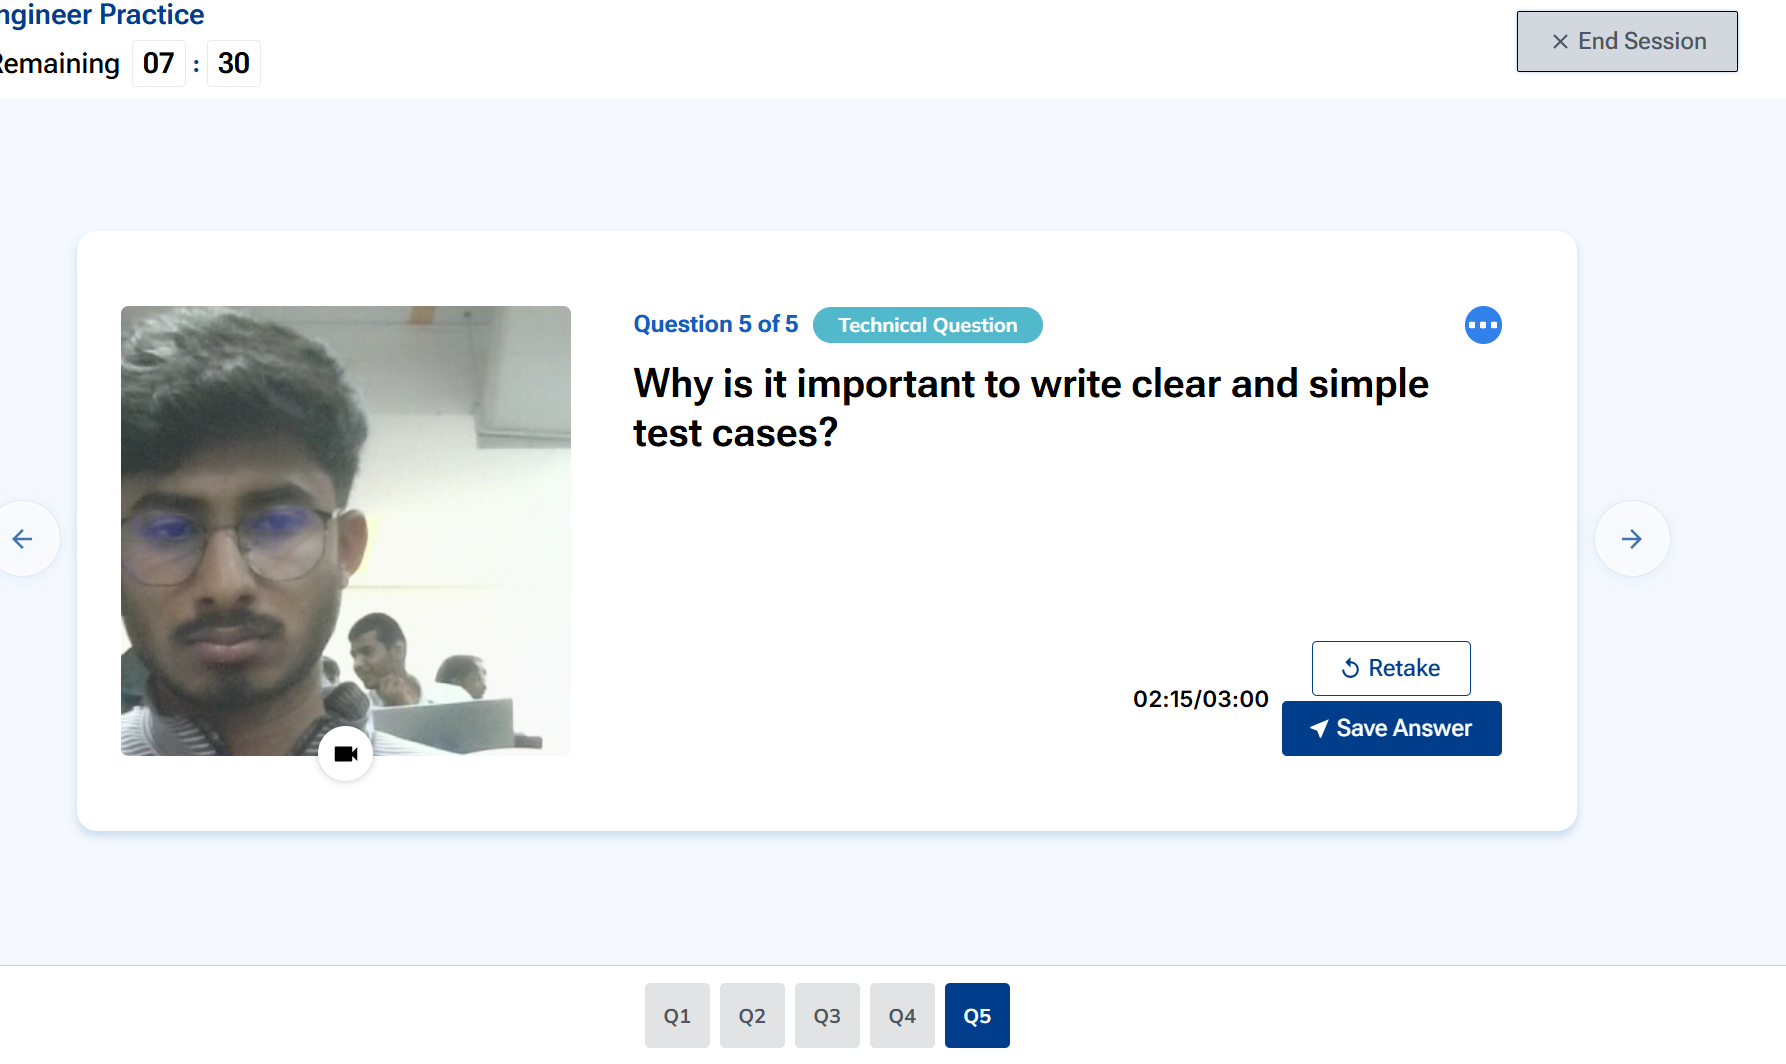 ngineer Practice
Remaining 07 : 30
End Session
Question 5 of 5 Technical Question
Why is it important to write clear and simple
test cases?
Retake
02:15/03:00
Save Answer
Q1 Q2 Q3 Q4 Q5